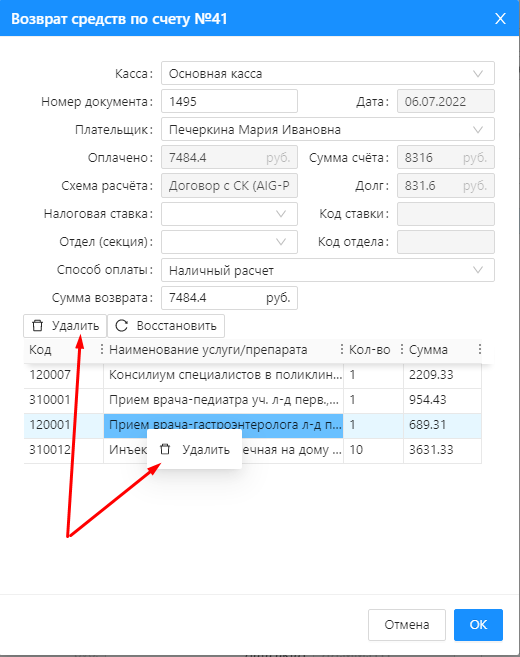 Возврат средств по счету №41
Касса: Основная касса
Номер документа: 1495 Дата: 06.07.2022
Плательщик: Печеркина Мария Ивановна
Оплачено: 7484.4 руб. Сумма счёта: 8316 руб.
Схема расчёта: Договор с СК (AIG-P Долг: 831.6 руб.
Налоговая ставка: Код ставки:
Отдел (секция): Код отдела:
Способ оплаты: Наличный расчет
Сумма возврата: 7484.4 руб.
Удалить Восстановить
Код Наименование услуги/препарата Кол-во Сумма
120007 Консилиум специалистов в поликлин... 1 2209.33
310001 Прием врача-педиатра уч. л-д перв.,... 1 954.43
120001 Прием врача-гастроэнтеролога л-д п... 1 689.31
310012 Инъек ечная на дому ... 10 3631.33
Удалить
Отмена OK